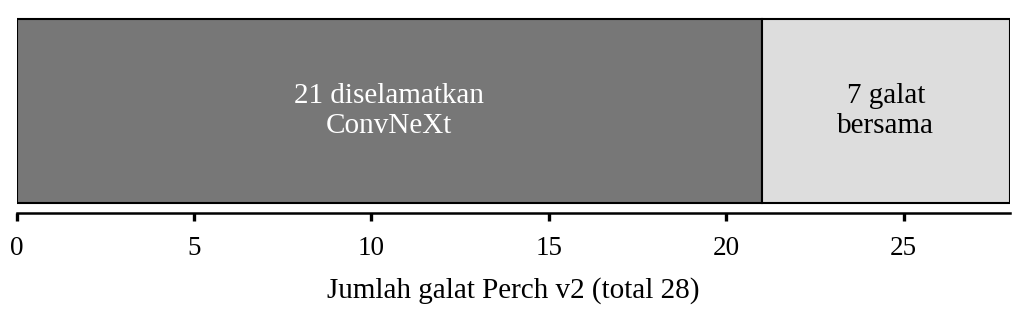 21 diselamatkan
ConvNeXt
7 galat
bersama
0 5 10 15 20 25
Jumlah galat Perch v2 (total 28)